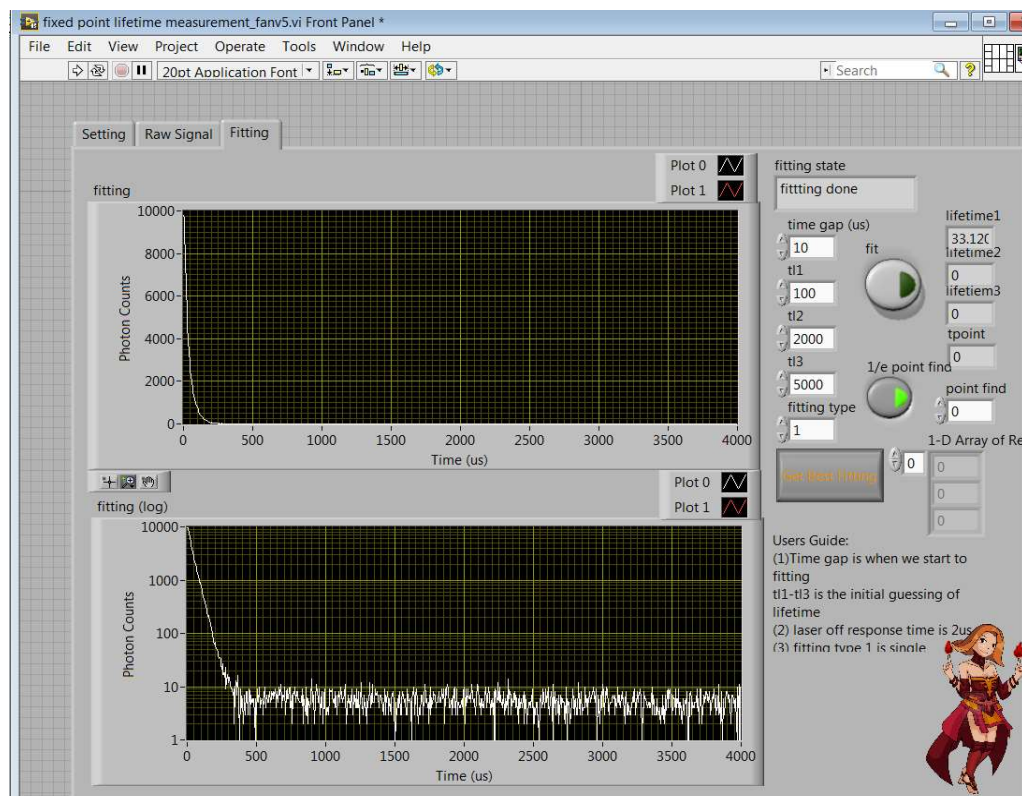 fixed point lifetime measurement_fanv5.vi Front Panel *
File Edit View Project Operate Tools Window Help
20pt Application Font
Search
Setting Raw Signal Fitting
Plot 0
Plot 1
fitting
10000
8000
6000
4000
2000
0
Photon Counts
0 500 1000 1500 2000 2500 3000 3500 4000
Time (us)
Plot 0
Plot 1
fitting (log)
10000
1000
100
10
1
Photon Counts
0 500 1000 1500 2000 2500 3000 3500 4000
Time (us)
fitting state
fittting done
time gap (us)
10
tl1
100
tl2
2000
tl3
5000
fitting type
1
fit
lifetime1
33.120
lifetime2
0
lifetiem3
0
tpoint
0
1/e point find
point find
0
Get Best Fitting
0
1-D Array of Re
0
0
0
Users Guide:
(1)Time gap is when we start to
fitting
tl1-tl3 is the initial guessing of
lifetime
(2) laser off response time is 2us
(3) fitting type 1 is single